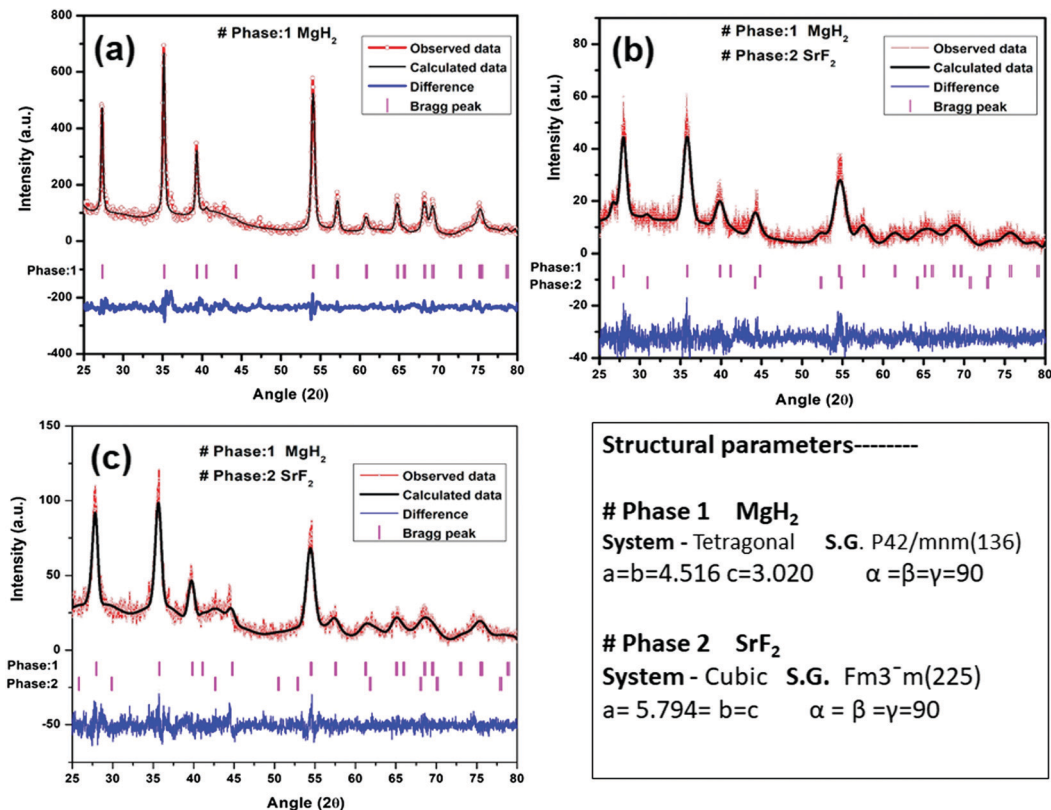 (a)
# Phase:1 MgH2
Observed data
Calculated data
Difference
Bragg peak
Intensity (a.u.)
800
600
400
200
0
Phase:1
-200
-400
25 30 35 40 45 50 55 60 65 70 75 80
Angle (2θ)
(b)
# Phase:1 MgH2
# Phase:2 SrF2
Observed data
Calculated data
Difference
Bragg peak
Intensity (a.u.)
80
60
40
20
0
Phase:1
Phase:2
-20
-40
25 30 35 40 45 50 55 60 65 70 75 80
Angle (2θ)
(c)
# Phase:1 MgH2
# Phase:2 SrF2
Observed data
Calculated data
Difference
Bragg peak
Intensity (a.u.)
150
100
50
0
Phase:1
Phase:2
-50
25 30 35 40 45 50 55 60 65 70 75 80
Angle (2θ)
Structural parameters--------
# Phase 1 MgH2
System - Tetragonal S.G. P42/mnm(136)
a=b=4.516 c=3.020 α =β=γ=90
# Phase 2 SrF2
System - Cubic S.G. Fm3¯m(225)
a= 5.794= b=c α = β =γ=90